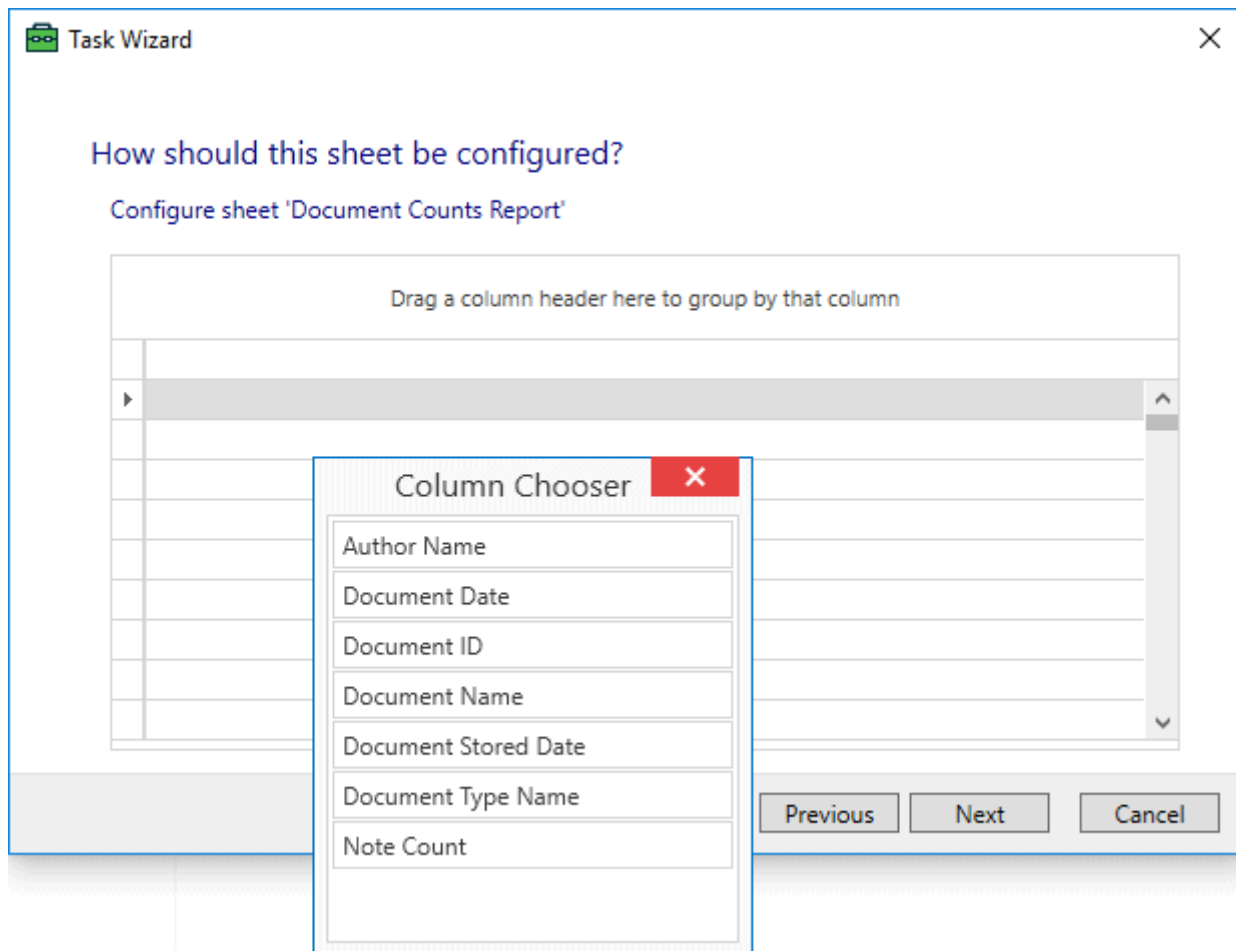 Task Wizard
How should this sheet be configured?
Configure sheet 'Document Counts Report'
Drag a column header here to group by that column
Column Chooser
Author Name
Document Date
Document ID
Document Name
Document Stored Date
Document Type Name
Note Count
Previous
Next
Cancel